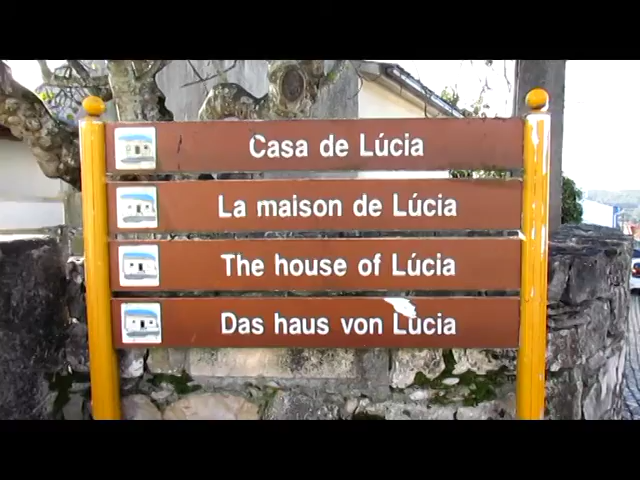 Casa de Lúcia
La maison de Lúcia
The house of Lúcia
Das haus von Lúcia